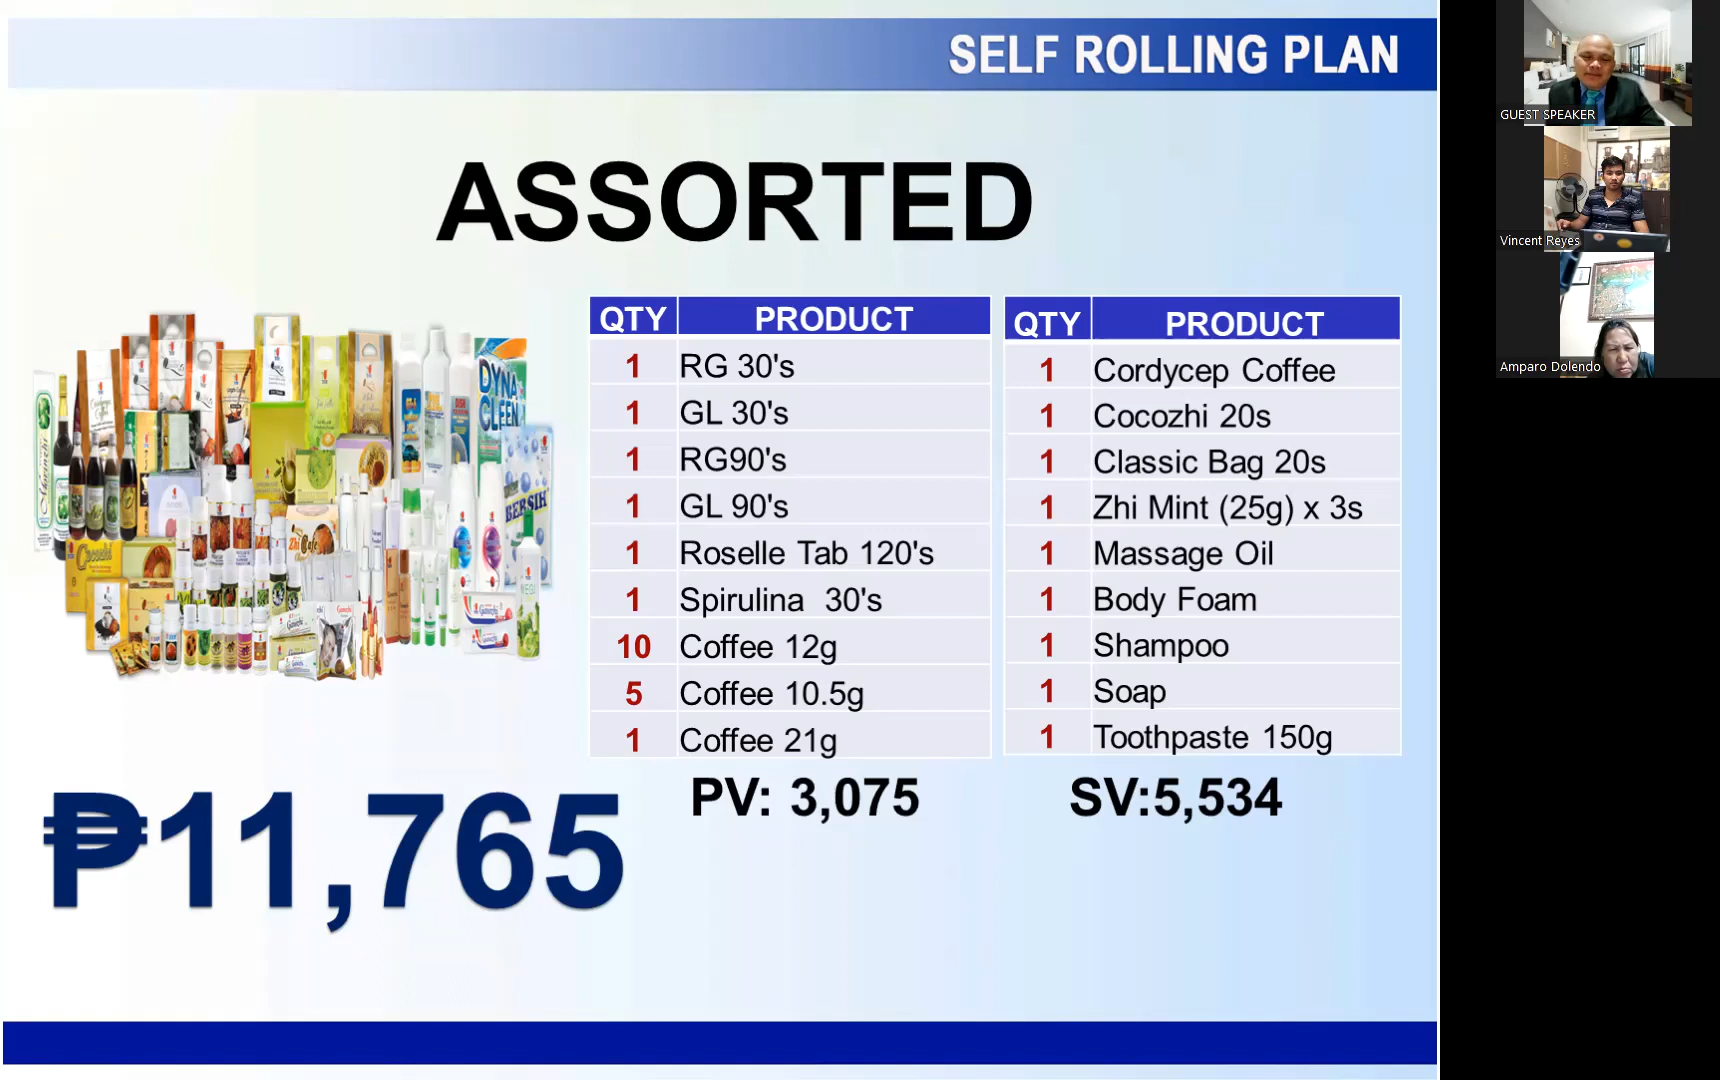 SELF ROLLING PLAN
ASSORTED
QTY PRODUCT
1 RG 30's
1 GL 30's
1 RG90's
1 GL 90's
1 Roselle Tab 120's
1 Spirulina 30's
10 Coffee 12g
5 Coffee 10.5g
1 Coffee 21g
QTY PRODUCT
1 Cordycep Coffee
1 Cocozhi 20s
1 Classic Bag 20s
1 Zhi Mint (25g) x 3s
1 Massage Oil
1 Body Foam
1 Shampoo
1 Soap
1 Toothpaste 150g
PV: 3,075
SV:5,534
₱11,765
DYNA
CLEEN
BERSIH
Cocozhi
Zhi Cafe
GUEST SPEAKER
Vincent Reyes
Amparo Dolendo